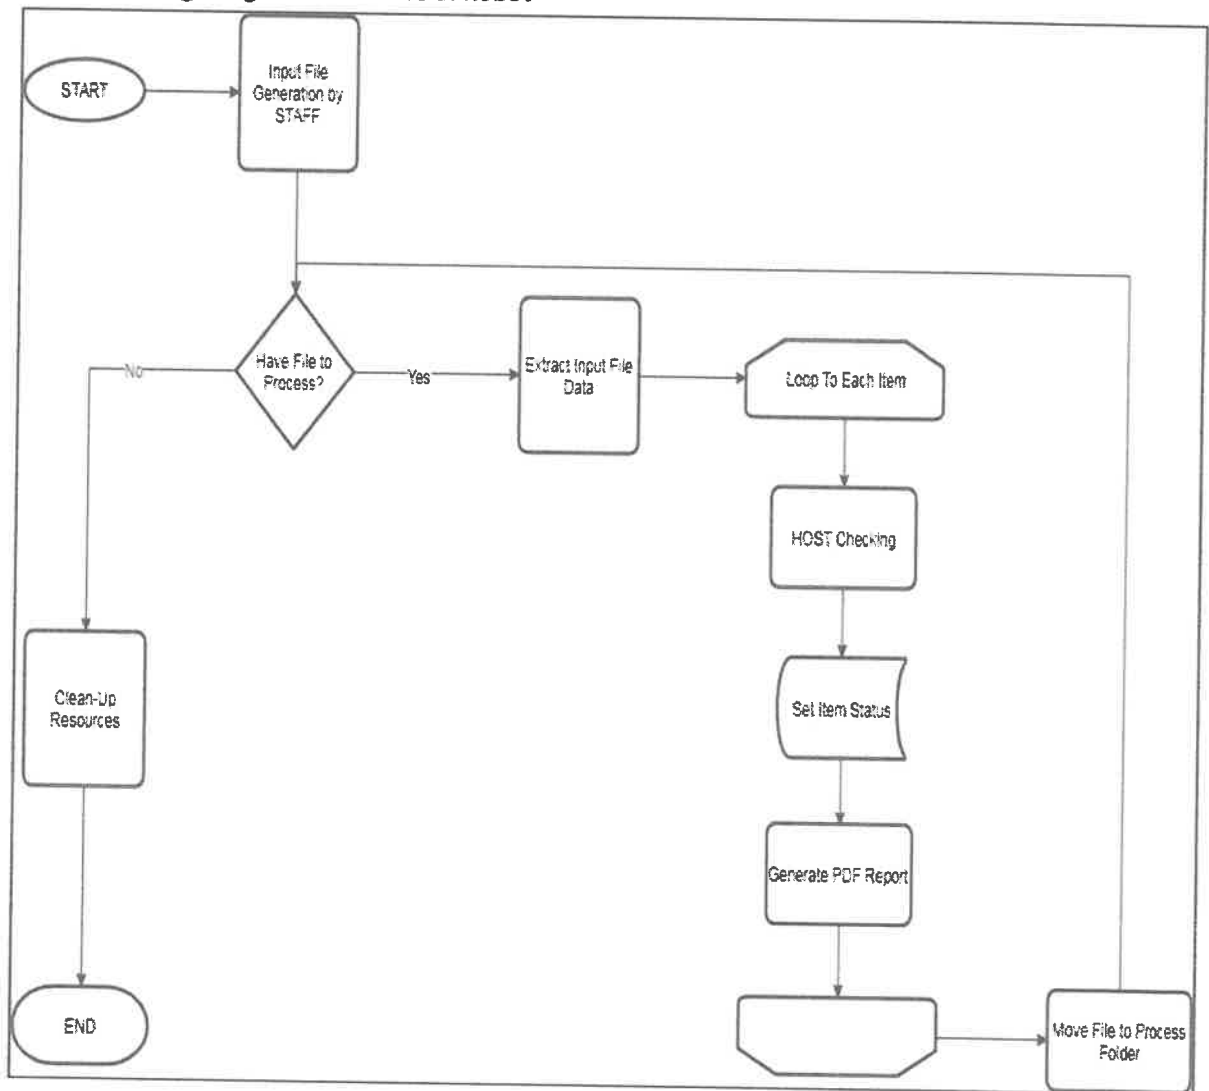 START
Input File
Generation by
STAFF
Have File to
Process?
No
Yes
Extract Input File
Data
Loop To Each Item
HOST Checking
Set Item Status
Generate PDF Report
Clean-Up
Resources
END
Move File to Process
Folder